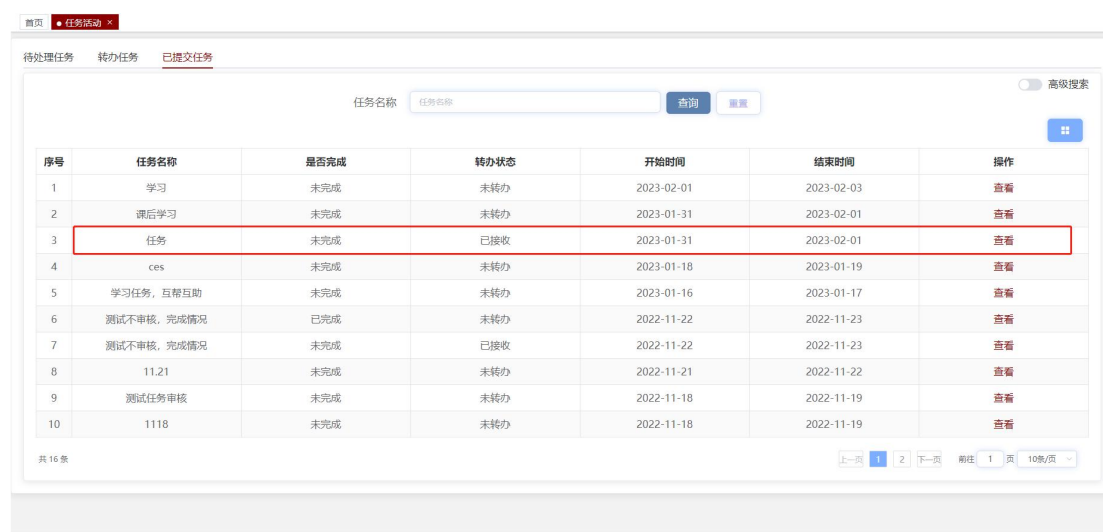 首页 ● 任务活动 ×
待处理任务 转办任务 已提交任务
高级搜索
任务名称 任务名称 查询 重置
序号 任务名称 是否完成 转办状态 开始时间 结束时间 操作
1 学习 未完成 未转办 2023-02-01 2023-02-03 查看
2 课后学习 未完成 未转办 2023-01-31 2023-02-01 查看
3 任务 未完成 已接收 2023-01-31 2023-02-01 查看
4 ces 未完成 未转办 2023-01-18 2023-01-19 查看
5 学习任务，互帮互助 未完成 未转办 2023-01-16 2023-01-17 查看
6 测试不审核，完成情况 已完成 未转办 2022-11-22 2022-11-23 查看
7 测试不审核，完成情况 未完成 已接收 2022-11-22 2022-11-23 查看
8 11.21 未完成 未转办 2022-11-21 2022-11-22 查看
9 测试任务审核 未完成 未转办 2022-11-18 2022-11-19 查看
10 1118 未完成 未转办 2022-11-18 2022-11-19 查看
共 16 条 上一页 1 2 下一页 前往 1 页 10条/页